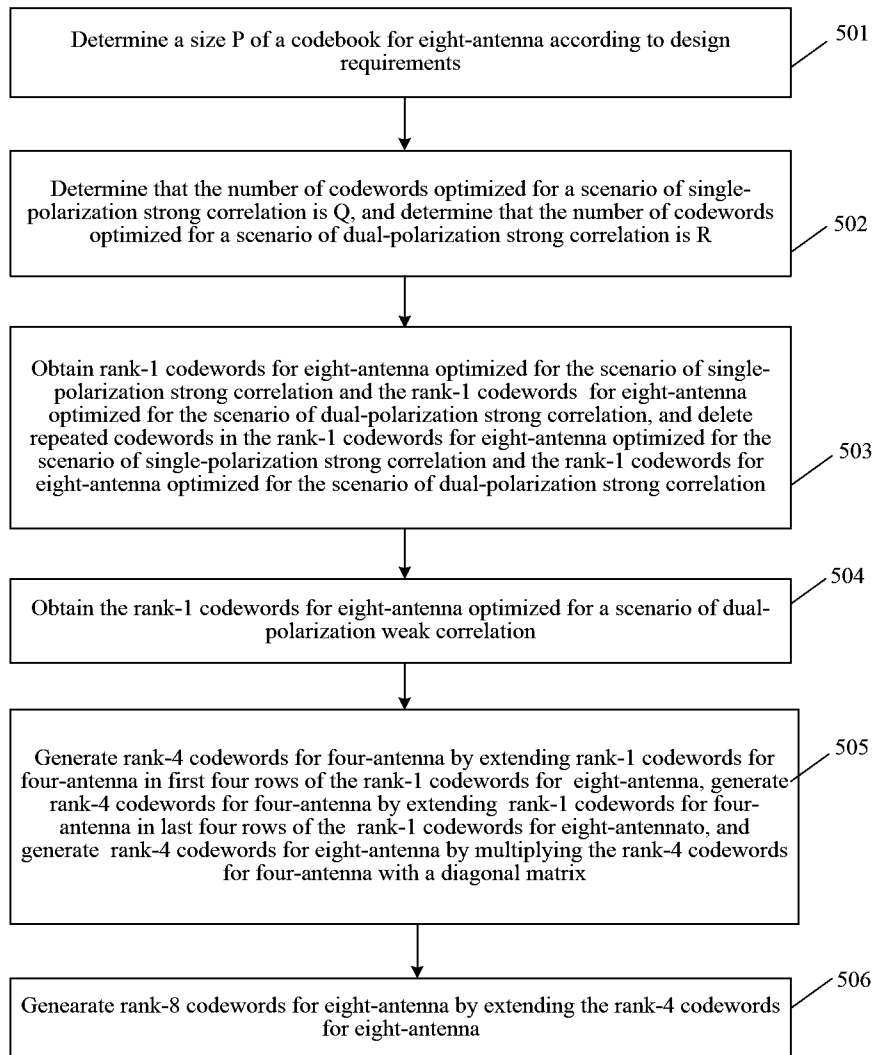 Determine a size P of a codebook for eight-antenna according to design
requirements
501
Determine that the number of codewords optimized for a scenario of single-
polarization strong correlation is Q, and determine that the number of codewords
optimized for a scenario of dual-polarization strong correlation is R
502
Obtain rank-1 codewords for eight-antenna optimized for the scenario of single-
polarization strong correlation and the rank-1 codewords for eight-antenna
optimized for the scenario of dual-polarization strong correlation, and delete
repeated codewords in the rank-1 codewords for eight-antenna optimized for the
scenario of single-polarization strong correlation and the rank-1 codewords for
eight-antenna optimized for the scenario of dual-polarization strong correlation
503
Obtain the rank-1 codewords for eight-antenna optimized for a scenario of dual-
polarization weak correlation
504
Generate rank-4 codewords for four-antenna by extending rank-1 codewords for
four-antenna in first four rows of the rank-1 codewords for eight-antenna, generate
rank-4 codewords for four-antenna by extending rank-1 codewords for four-
antenna in last four rows of the rank-1 codewords for eight-antennato, and
generate rank-4 codewords for eight-antenna by multiplying the rank-4 codewords
for four-antenna with a diagonal matrix
505
Genearate rank-8 codewords for eight-antenna by extending the rank-4 codewords
for eight-antenna
506